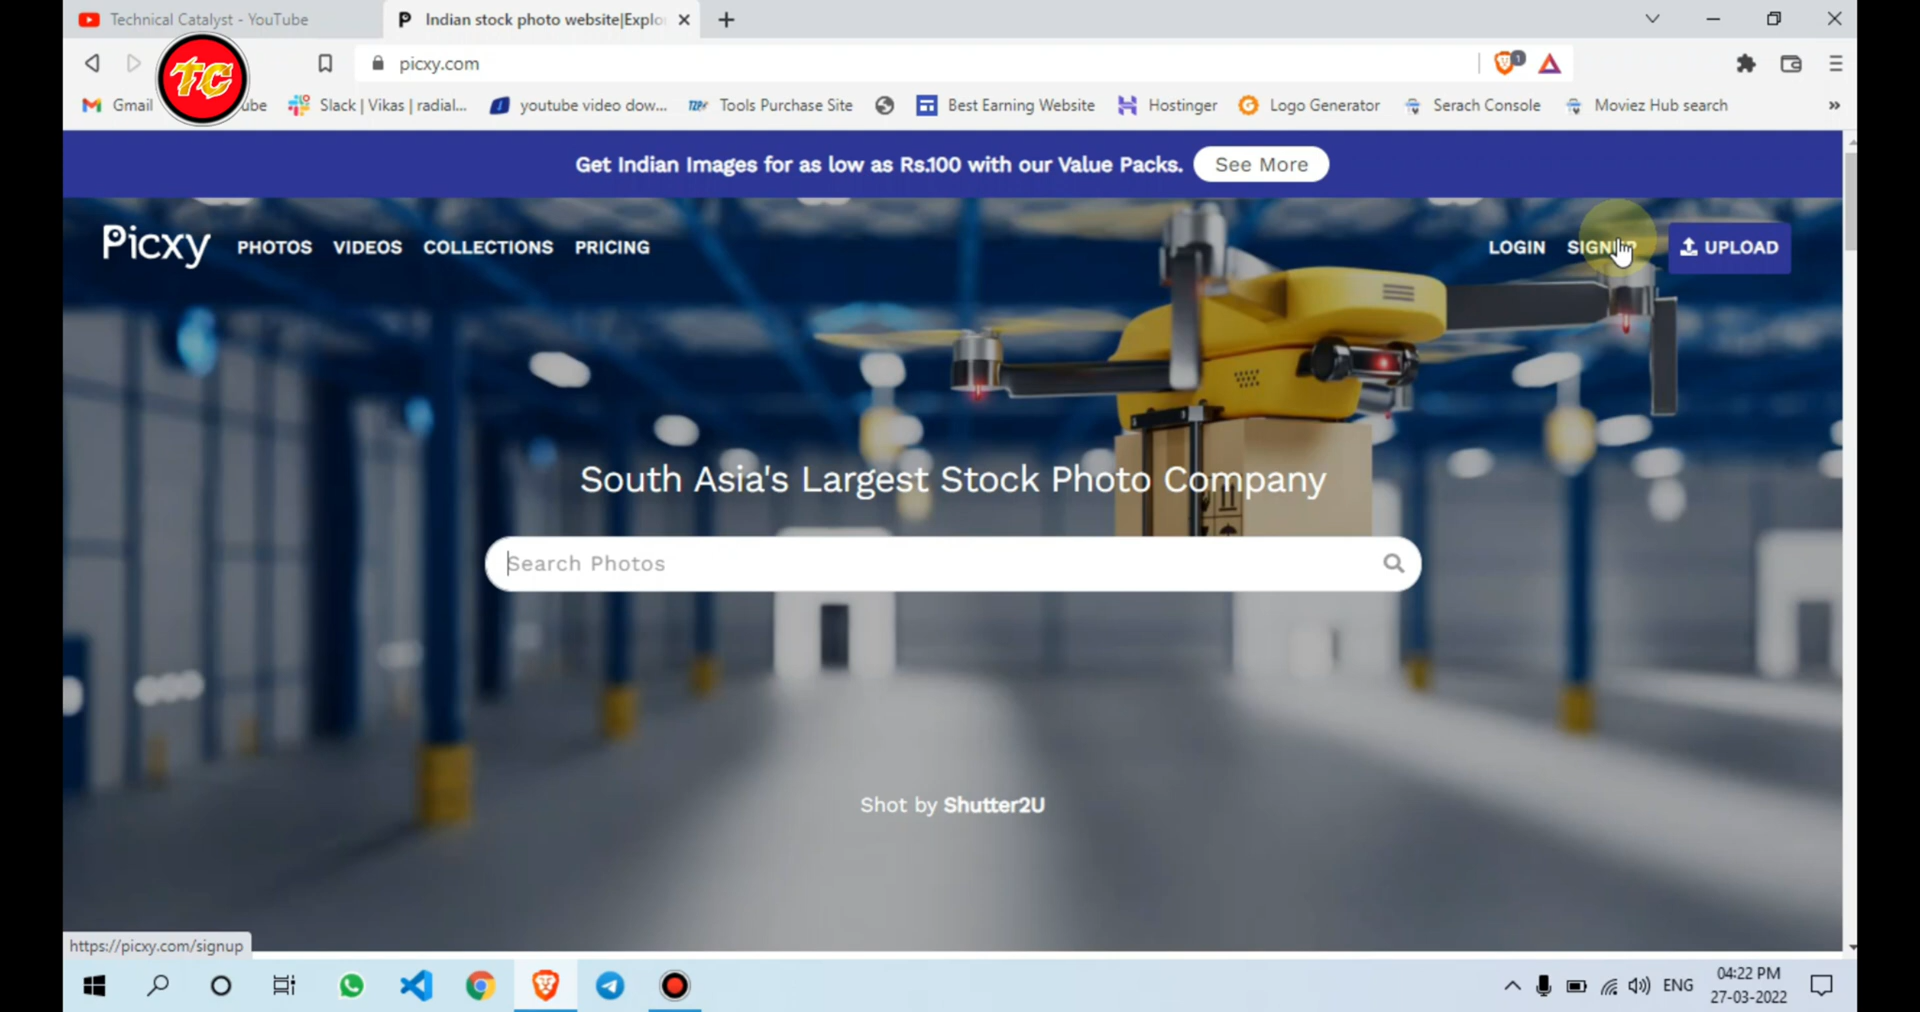 Technical Catalyst - YouTube
Indian stock photo website|Explo
picxy.com
1
TC
Gmail
ube
Slack | Vikas | radial...
youtube video dow...
Tools Purchase Site
Best Earning Website
Hostinger
Logo Generator
Serach Console
Moviez Hub search
»
Get Indian Images for as low as Rs.100 with our Value Packs.
See More
Picxy
PHOTOS
VIDEOS
COLLECTIONS
PRICING
LOGIN
SIGNUP
UPLOAD
South Asia's Largest Stock Photo Company
Search Photos
Shot by Shutter2U
https://picxy.com/signup
ENG
04:22 PM
27-03-2022